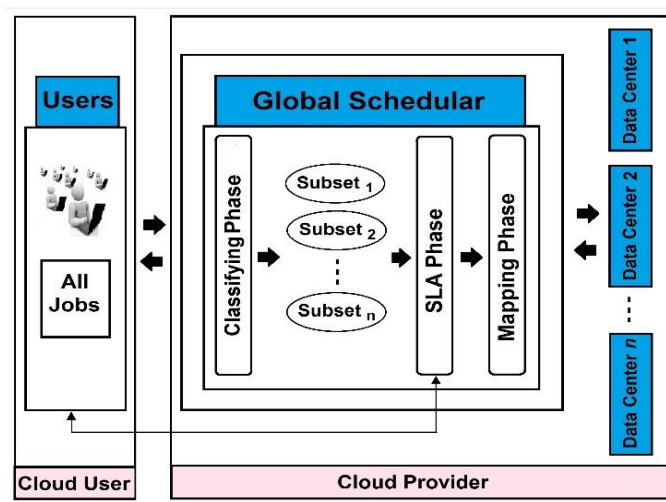 Users
All
Jobs
Cloud User
Global Schedular
Classifying Phase
Subset 1
Subset 2
Subset n
SLA Phase
Mapping Phase
Cloud Provider
Data Center 1
Data Center 2
Data Center n